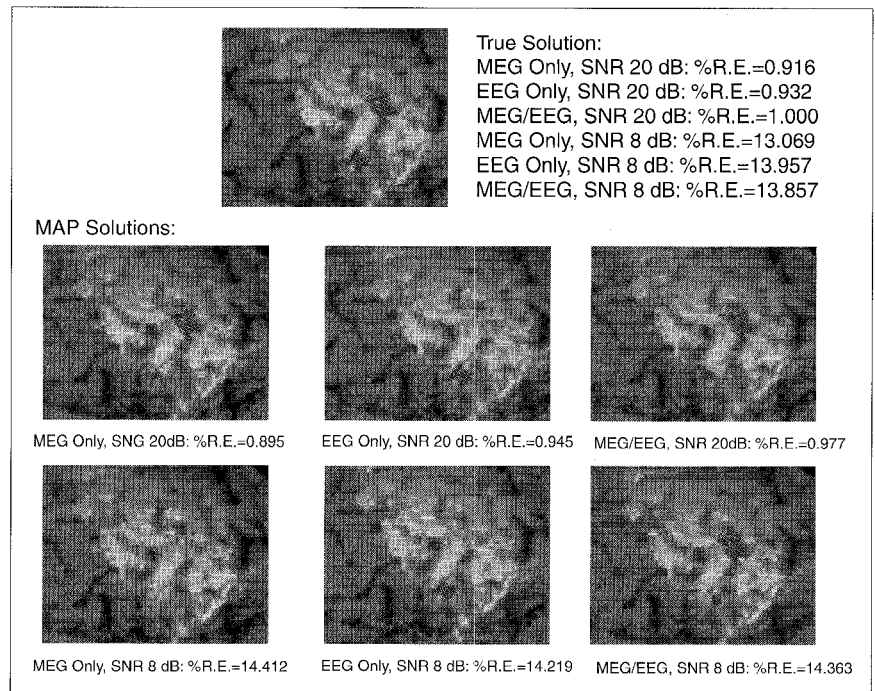 True Solution:
MEG Only, SNR 20 dB: %R.E.=0.916
EEG Only, SNR 20 dB: %R.E.=0.932
MEG/EEG, SNR 20 dB: %R.E.=1.000
MEG Only, SNR 8 dB: %R.E.=13.069
EEG Only, SNR 8 dB: %R.E.=13.957
MEG/EEG, SNR 8 dB: %R.E.=13.857
MAP Solutions:
MEG Only, SNG 20dB: %R.E.=0.895
EEG Only, SNR 20 dB: %R.E.=0.945
MEG/EEG, SNR 20dB: %R.E.=0.977
MEG Only, SNR 8 dB: %R.E.=14.412
EEG Only, SNR 8 dB: %R.E.=14.219
MEG/EEG, SNR 8 dB: %R.E.=14.363